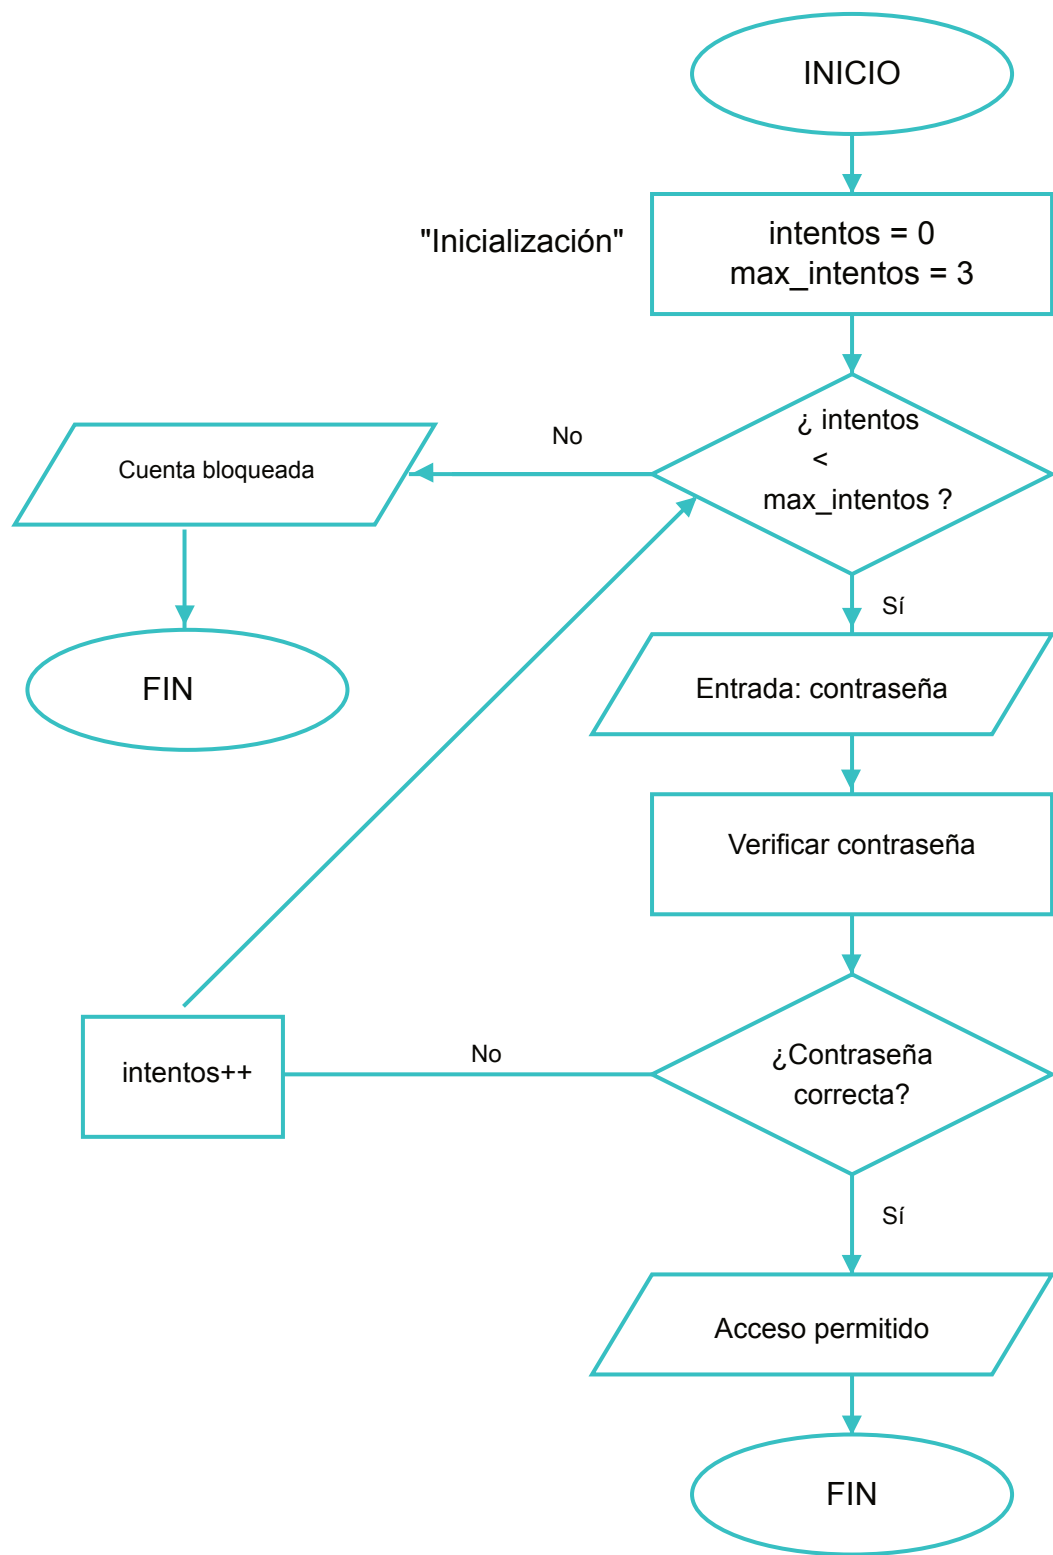 INICIO
"Inicialización"
intentos = 0
max_intentos = 3
¿ intentos
<
max_intentos ?
No
Cuenta bloqueada
FIN
Sí
Entrada: contraseña
Verificar contraseña
¿Contraseña
correcta?
No
intentos++
Sí
Acceso permitido
FIN